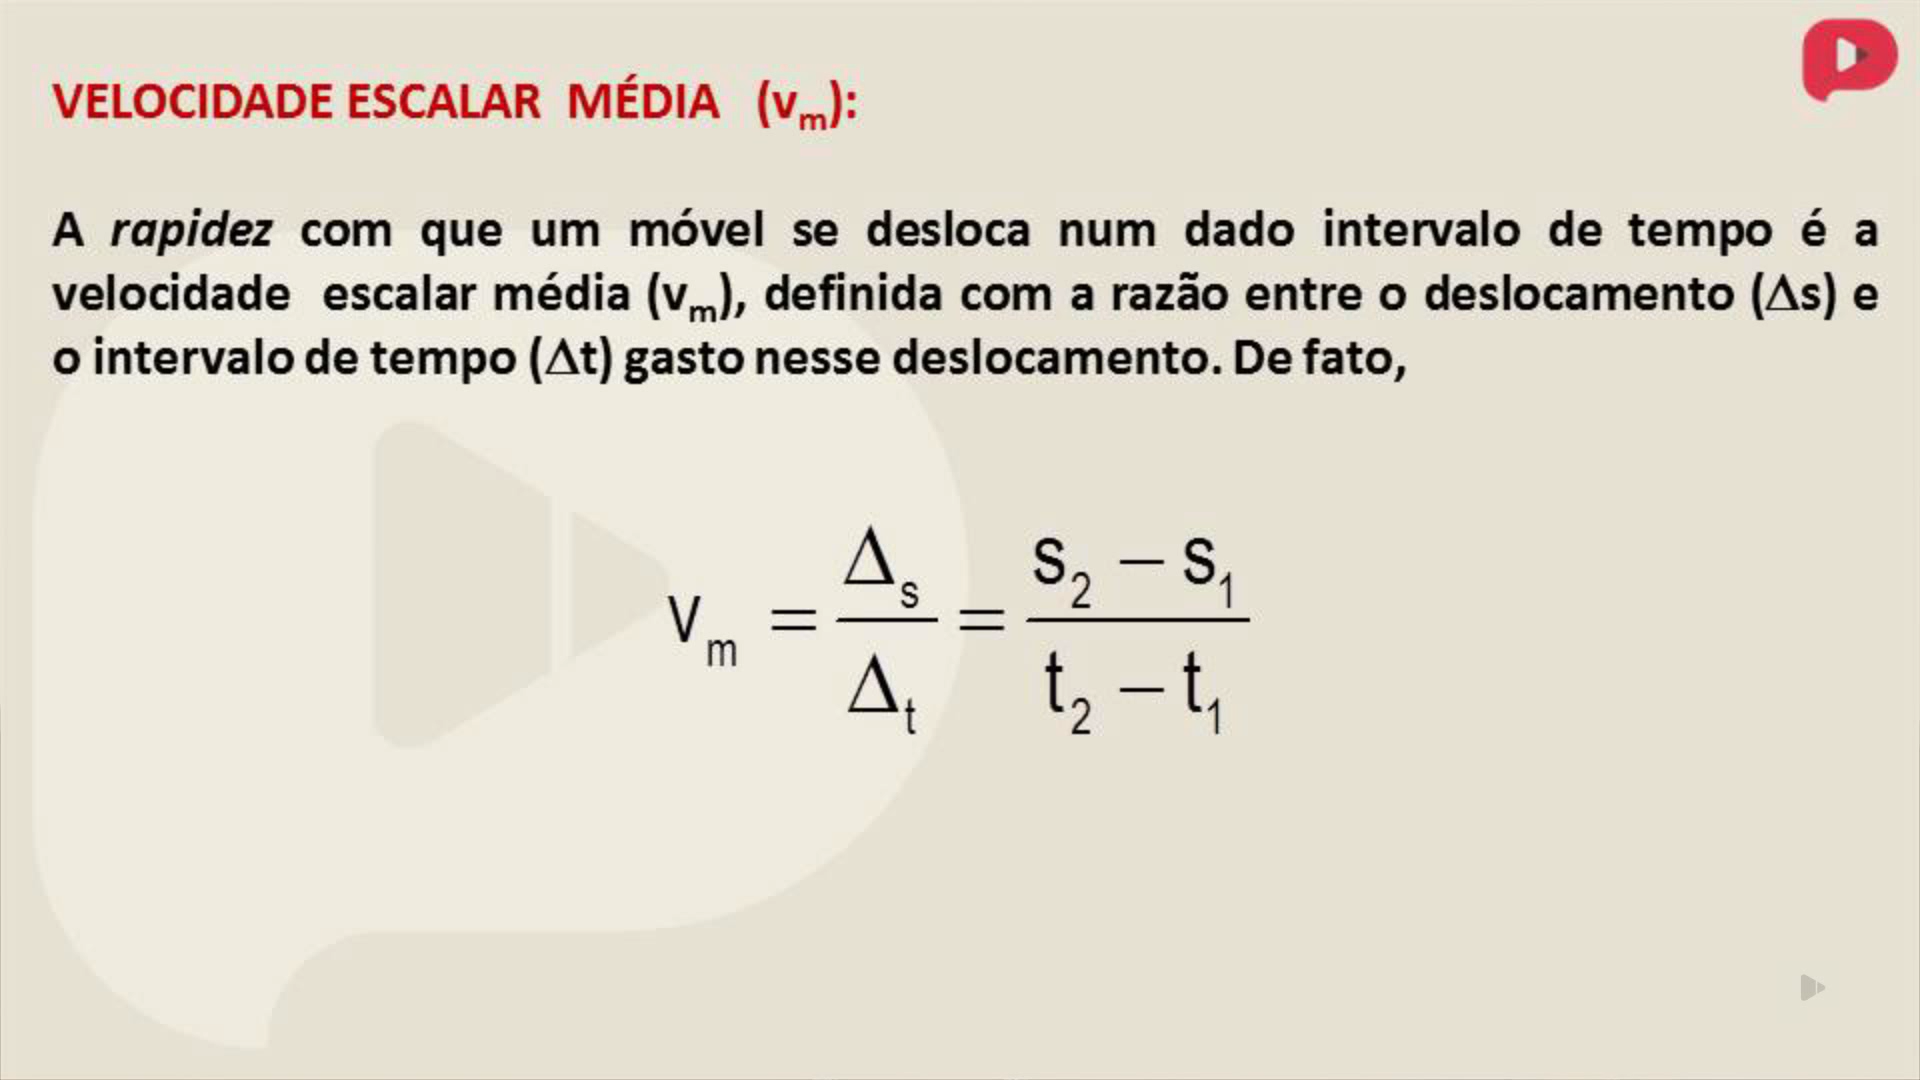 VELOCIDADE ESCALAR MÉDIA (vₘ):
A rapidez com que um móvel se desloca num dado intervalo de tempo é a
velocidade escalar média (vₘ), definida com a razão entre o deslocamento (Δs) e
o intervalo de tempo (Δt) gasto nesse deslocamento. De fato,
vₘ = Δₛ/Δₜ = (s₂ − s₁)/(t₂ − t₁)